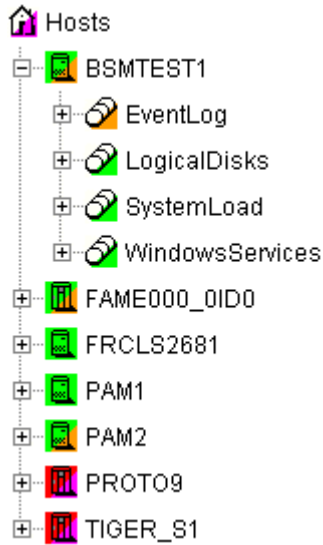 Hosts
BSMTEST1
EventLog
LogicalDisks
SystemLoad
WindowsServices
FAME000_0ID0
FRCLS2681
PAM1
PAM2
PROTO9
TIGER_S1